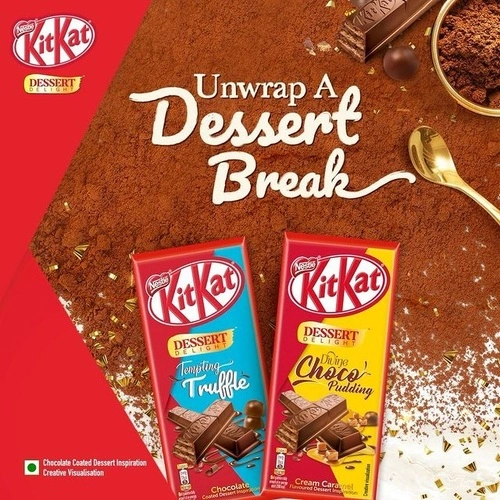 Nestlé
KitKat
DESSERT
DELIGHT
Unwrap A
Dessert
Break
Nestlé
KitKat
DESSERT
DELIGHT
Tempting
Truffle
Chocolate
Coated Dessert Inspiration
Nestlé
KitKat
DESSERT
DELIGHT
Divine
Choco
Pudding
Cream Caramel
Flavoured Dessert Inspiration
Chocolate Coated Dessert Inspiration
Creative Visualisation